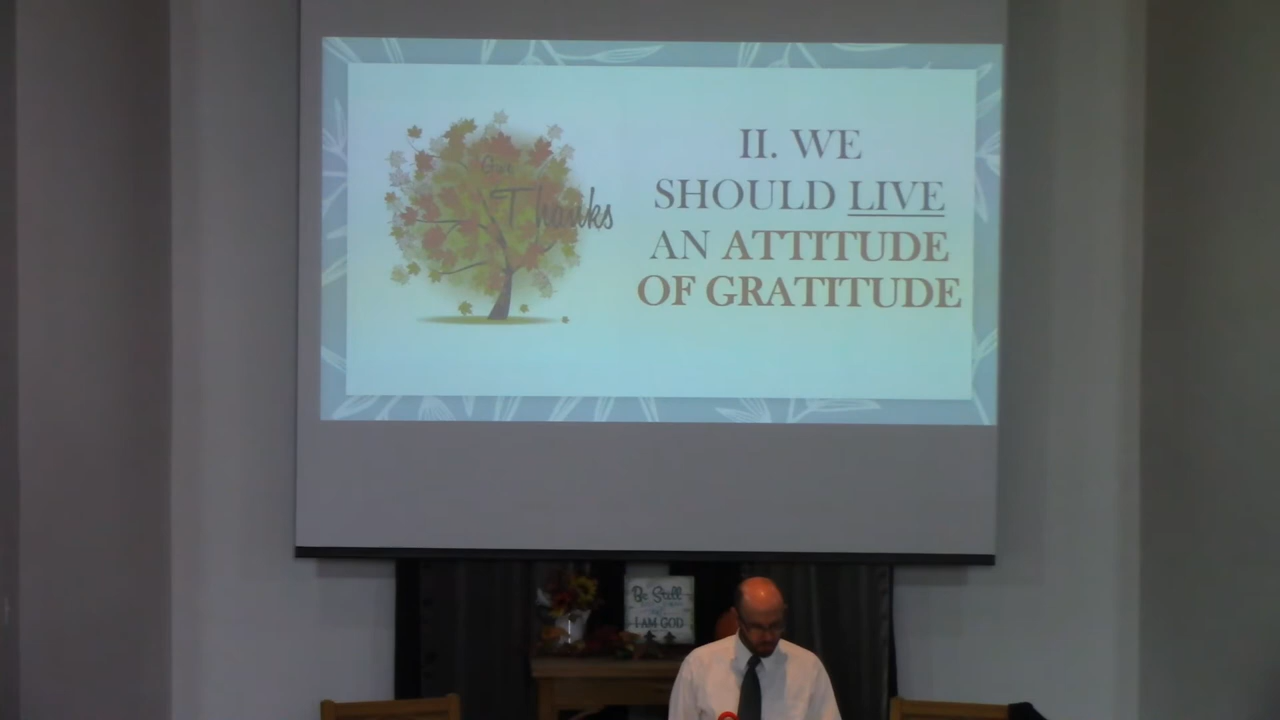 Give
Thanks
II. WE
SHOULD LIVE
AN ATTITUDE
OF GRATITUDE
Be Still
I AM GOD